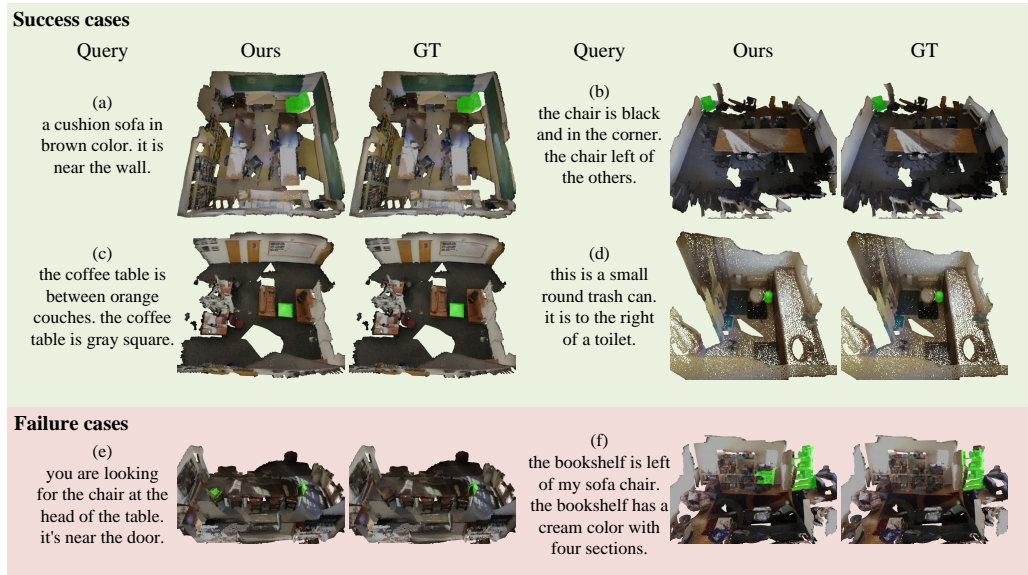 Success cases
Query Ours GT Query Ours GT
(a)
a cushion sofa in
brown color. it is
near the wall.
(b)
the chair is black
and in the corner.
the chair left of
the others.
(c)
the coffee table is
between orange
couches. the coffee
table is gray square.
(d)
this is a small
round trash can.
it is to the right
of a toilet.
Failure cases
(e)
you are looking
for the chair at the
head of the table.
it's near the door.
(f)
the bookshelf is left
of my sofa chair.
the bookshelf has a
cream color with
four sections.